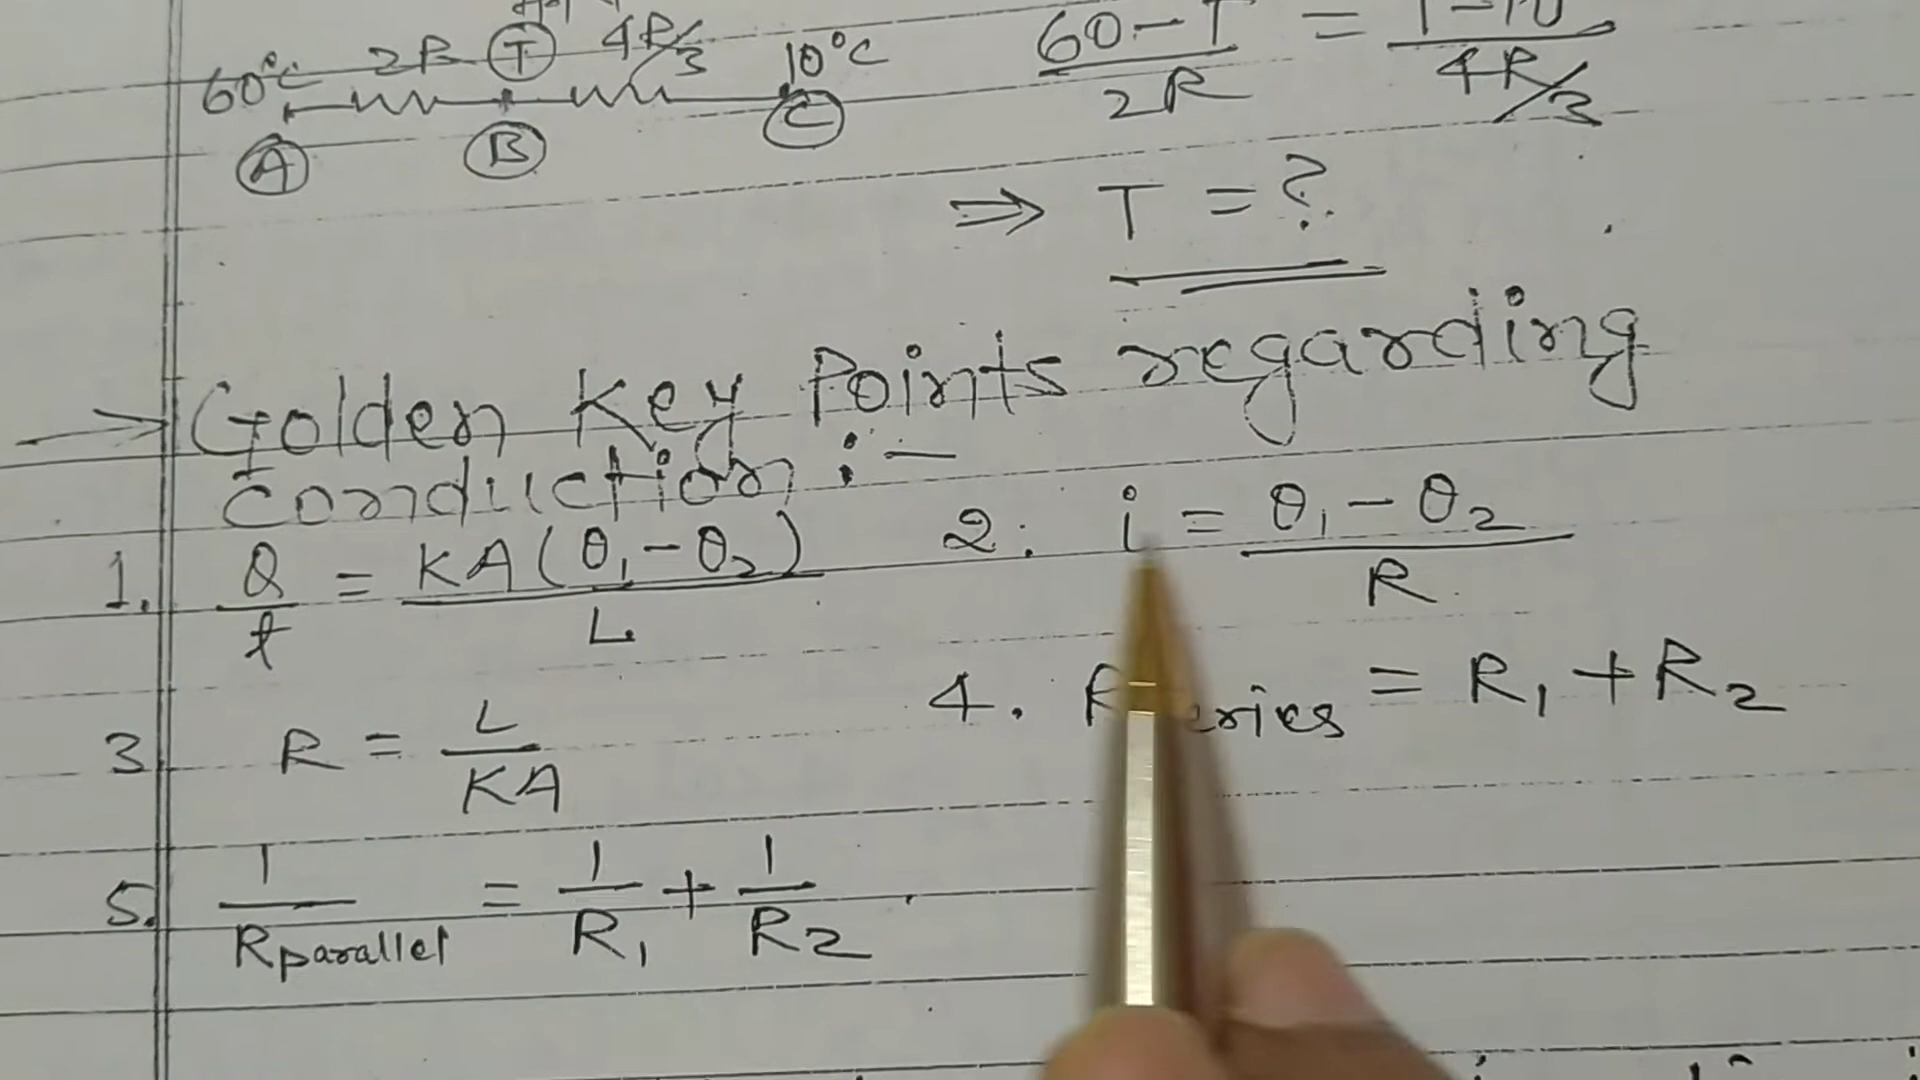 60°C 2R T 4R/3 10°C
A B C
60-T/2R = T-10/4R/3
⇒ T = ?
→ Golden Key Points regarding
Conduction :-
1. Q/t = KA(θ₁-θ₂)/L
2. i = θ₁-θ₂/R
3 R = L/KA
4. = R₁+R₂
5. 1/Rparallel = 1/R₁ + 1/R₂